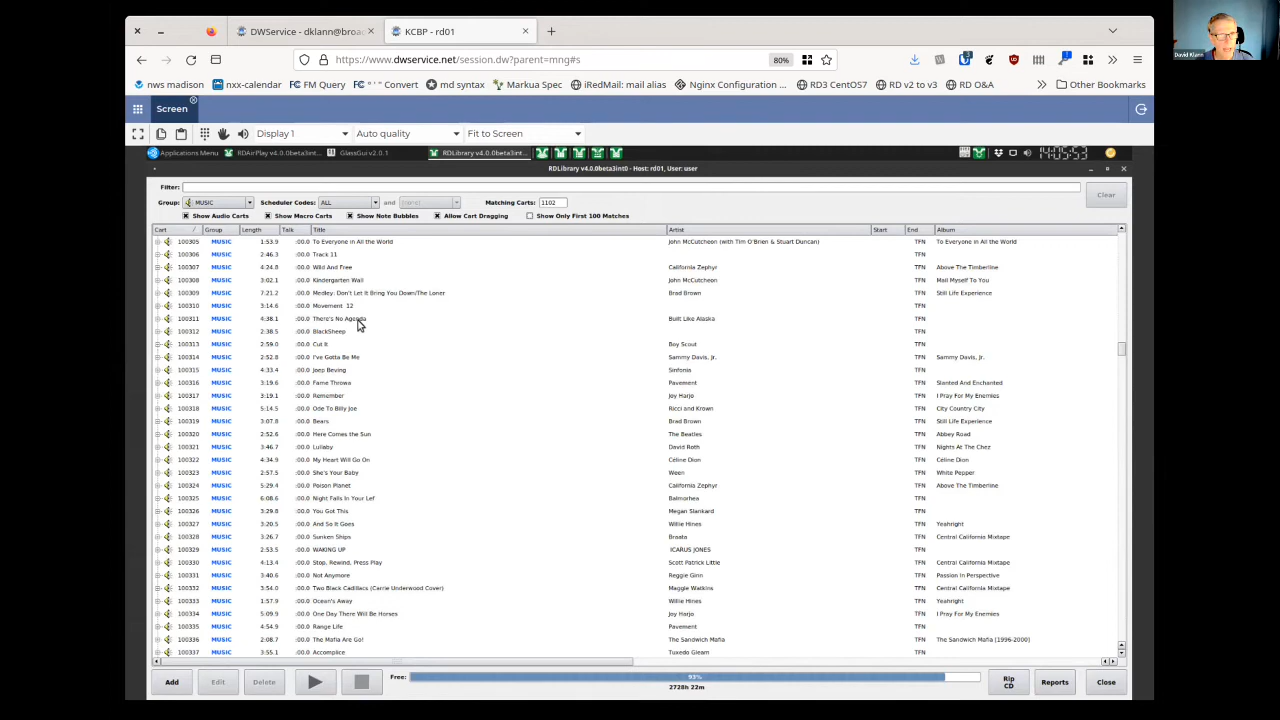 DWService - dklann@broa
KCBP - rd01
https://www.dwservice.net/session.dw?parent=mng#s
80%
nws madison nxx-calendar FM Query " ' " Convert md syntax Markua Spec iRedMail: mail alias Nginx Configuration ... RD3 CentOS7 RD v2 to v3 RD O&A Other Bookmarks
Screen
Display 1 Auto quality Fit to Screen
Applications Menu RDAirPlay v4.0.0beta3int0... GlassGui v2.0.1 RDLibrary v4.0.0beta3int... 14:05:53
RDLibrary v4.0.0beta3int0 - Host: rd01, User: user
Filter: Clear
Group: MUSIC Scheduler Codes: ALL [none] Matching Carts: 1102
Show Audio Carts Show Macro Carts Show Note Bubbles Allow Cart Dragging Show Only First 100 Matches
Cart Group Length Talk Title Artist Start End Album
100305 MUSIC 1:53.9 :00.0 To Everyone in All the World John McCutcheon (with Tim O'Brien & Stuart Duncan) TFN To Everyone in All the World
100306 MUSIC 2:46.3 :00.0 Track 11 TFN
100307 MUSIC 4:24.8 :00.0 Wild And Free California Zephyr TFN Above The Timberline
100308 MUSIC 3:02.1 :00.0 Kindergarten Wall John McCutcheon TFN Mail Myself To You
100309 MUSIC 7:21.2 :00.0 Medley: Don't Let It Bring You Down/The Loner Brad Brown TFN Still Life Experience
100310 MUSIC 3:14.6 :00.0 Movement 12 TFN
100311 MUSIC 4:38.1 :00.0 There's No Agenda Built Like Alaska TFN
100312 MUSIC 2:38.5 :00.0 BlackSheep TFN
100313 MUSIC 2:59.0 :00.0 Cut It Boy Scout TFN
100314 MUSIC 2:52.8 :00.0 I've Gotta Be Me Sammy Davis, Jr. TFN Sammy Davis, Jr.
100315 MUSIC 4:33.4 :00.0 Joep Beving Sinfonia TFN
100316 MUSIC 3:19.6 :00.0 Fame Throwa Pavement TFN Slanted And Enchanted
100317 MUSIC 3:19.1 :00.0 Remember Joy Harjo TFN I Pray For My Enemies
100318 MUSIC 5:14.5 :00.0 Ode To Billy Joe Ricci and Krown TFN City Country City
100319 MUSIC 3:07.8 :00.0 Bears Brad Brown TFN Still Life Experience
100320 MUSIC 2:52.6 :00.0 Here Comes the Sun The Beatles TFN Abbey Road
100321 MUSIC 3:46.7 :00.0 Lullaby David Roth TFN Nights At The Chez
100322 MUSIC 4:34.9 :00.0 My Heart Will Go On Céline Dion TFN Céline Dion
100323 MUSIC 2:57.5 :00.0 She's Your Baby Ween TFN White Pepper
100324 MUSIC 5:29.4 :00.0 Poison Planet California Zephyr TFN Above The Timberline
100325 MUSIC 6:08.6 :00.0 Night Falls In Your Lef Balmorhea TFN
100326 MUSIC 3:29.8 :00.0 You Got This Megan Slankard TFN
100327 MUSIC 3:20.5 :00.0 And So It Goes Willie Hines TFN Yeahright
100328 MUSIC 3:26.7 :00.0 Sunken Ships Braata TFN Central California Mixtape
100329 MUSIC 2:53.5 :00.0 WAKING UP ICARUS JONES TFN
100330 MUSIC 4:13.4 :00.0 Stop, Rewind, Press Play Scott Patrick Little TFN Central California Mixtape
100331 MUSIC 3:40.6 :00.0 Not Anymore Reggie Ginn TFN Passion In Perspective
100332 MUSIC 3:54.0 :00.0 Two Black Cadillacs (Carrie Underwood Cover) Maggie Watkins TFN Central California Mixtape
100333 MUSIC 1:57.9 :00.0 Ocean's Away Willie Hines TFN Yeahright
100334 MUSIC 5:09.9 :00.0 One Day There Will Be Horses Joy Harjo TFN I Pray For My Enemies
100335 MUSIC 4:54.9 :00.0 Range Life Pavement TFN
100336 MUSIC 2:08.7 :00.0 The Mafia Are Go! The Sandwich Mafia TFN The Sandwich Mafia [1996-2000]
100337 MUSIC 3:55.1 :00.0 Accomplice Tuxedo Gleam TFN
Add Edit Delete Free: 93% Rip CD Reports Close
2728h 22m
David Klann